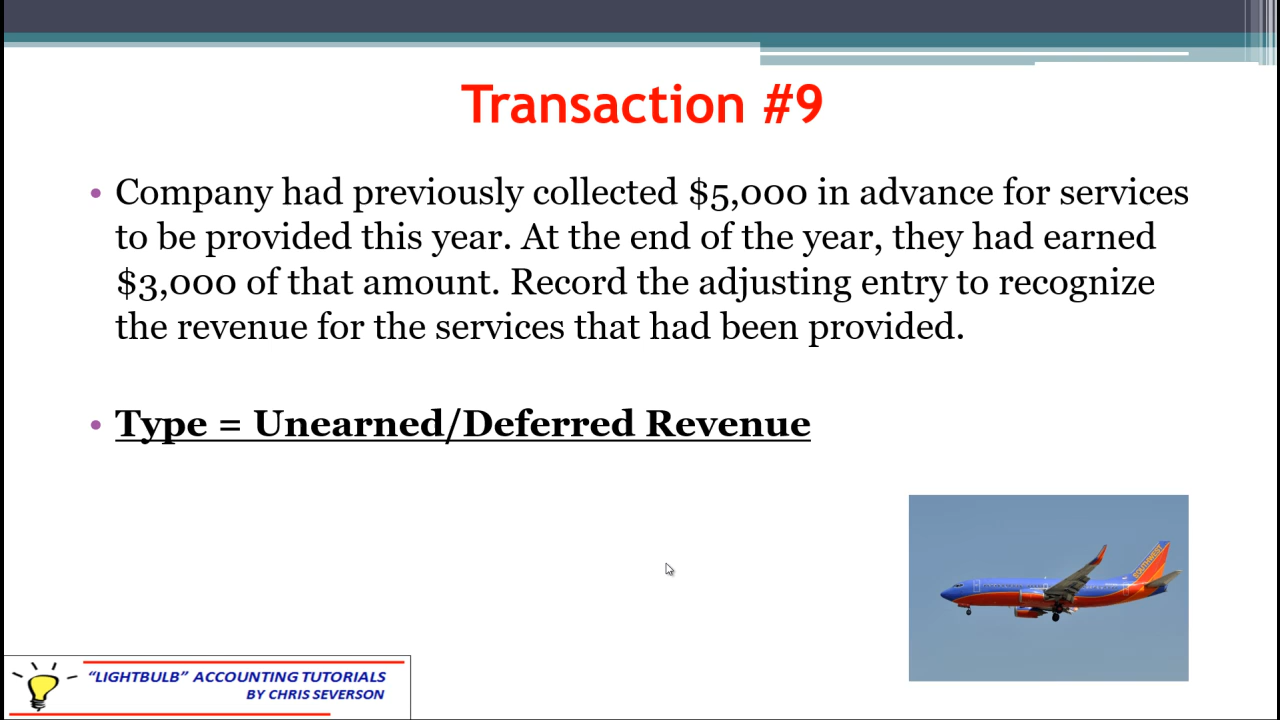 Transaction #9
• Company had previously collected $5,000 in advance for services
to be provided this year. At the end of the year, they had earned
$3,000 of that amount. Record the adjusting entry to recognize
the revenue for the services that had been provided.
• Type = Unearned/Deferred Revenue
SOUTHWEST
“LIGHTBULB” ACCOUNTING TUTORIALS
BY CHRIS SEVERSON